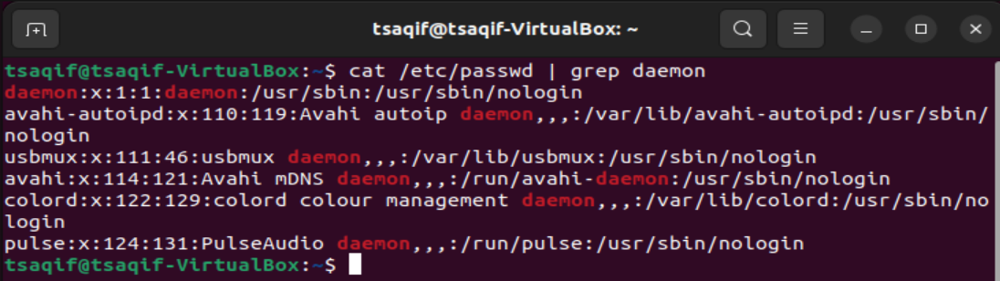 tsaqif@tsaqif-VirtualBox: ~
tsaqif@tsaqif-VirtualBox:~$ cat /etc/passwd | grep daemon
daemon:x:1:1:daemon:/usr/sbin:/usr/sbin/nologin
avahi-autoipd:x:110:119:Avahi autoip daemon,,,:/var/lib/avahi-autoipd:/usr/sbin/
nologin
usbmux:x:111:46:usbmux daemon,,,:/var/lib/usbmux:/usr/sbin/nologin
avahi:x:114:121:Avahi mDNS daemon,,,:/run/avahi-daemon:/usr/sbin/nologin
colord:x:122:129:colord colour management daemon,,,:/var/lib/colord:/usr/sbin/no
login
pulse:x:124:131:PulseAudio daemon,,,:/run/pulse:/usr/sbin/nologin
tsaqif@tsaqif-VirtualBox:~$